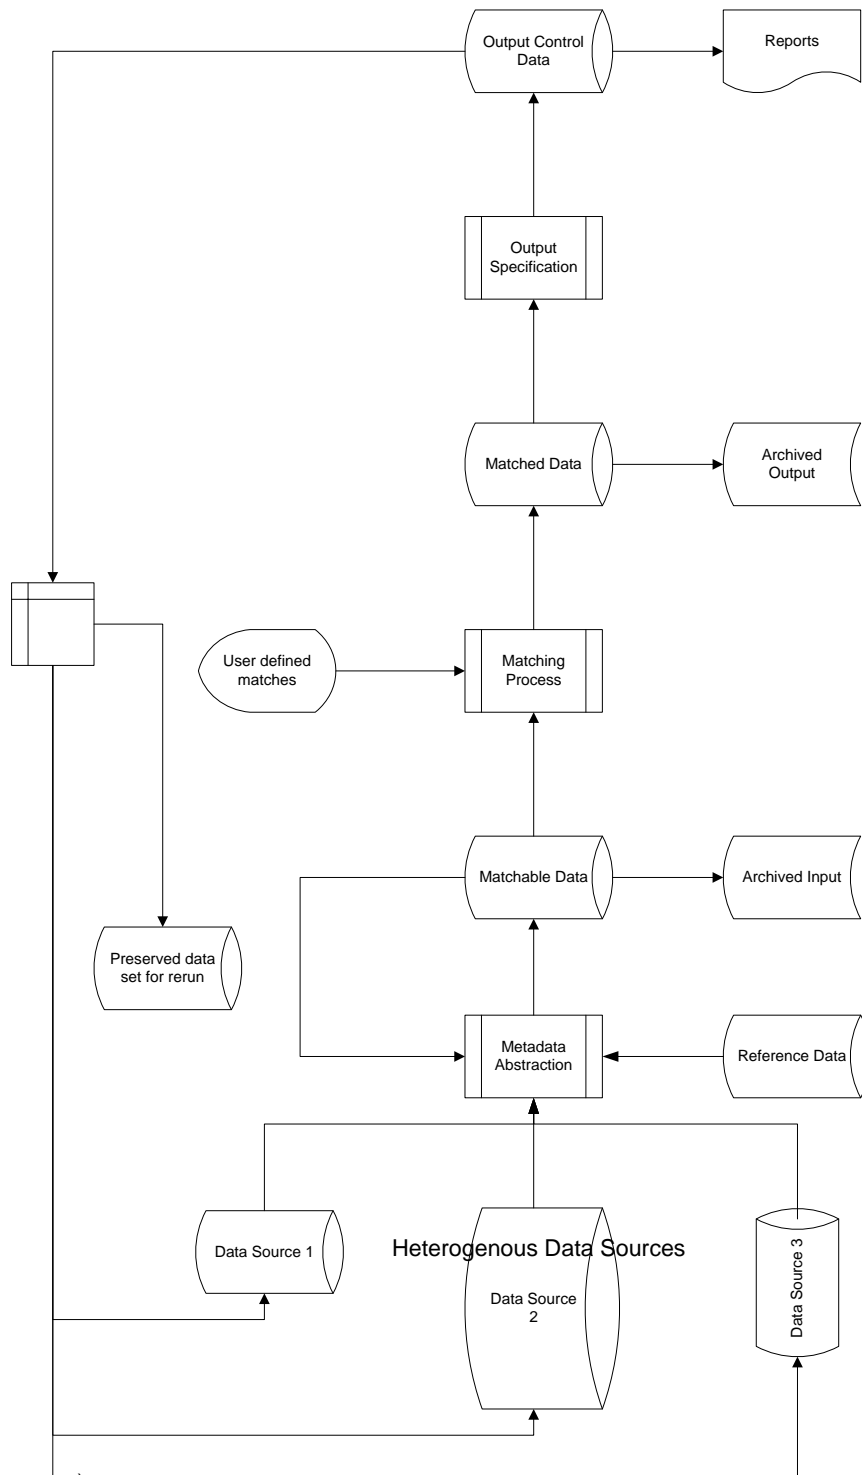 Output Control
Data
Reports
Output
Specification
Matched Data
Archived
Output
User defined
matches
Matching
Process
Matchable Data
Archived Input
Preserved data
set for rerun
Metadata
Abstraction
Reference Data
Data Source 1
Heterogenous Data Sources
Data Source
2
Data Source 3